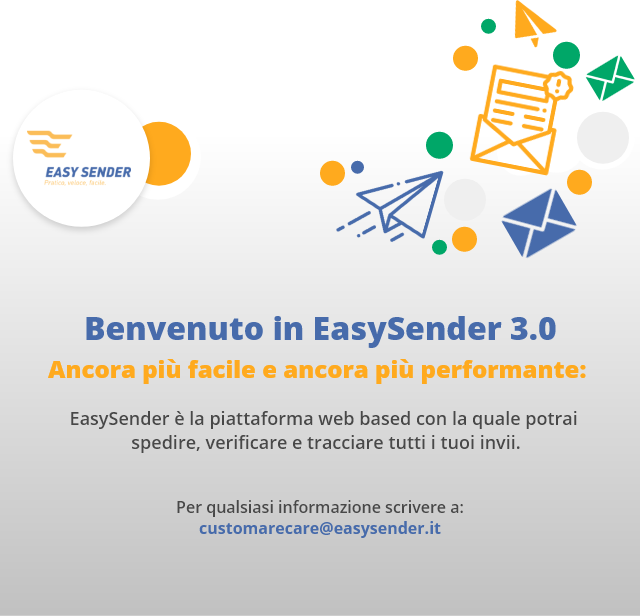 EASY SENDER
Pratica, veloce, facile.
Benvenuto in EasySender 3.0
Ancora più facile e ancora più performante:
EasySender è la piattaforma web based con la quale potrai
spedire, verificare e tracciare tutti i tuoi invii.
Per qualsiasi informazione scrivere a:
customarecare@easysender.it